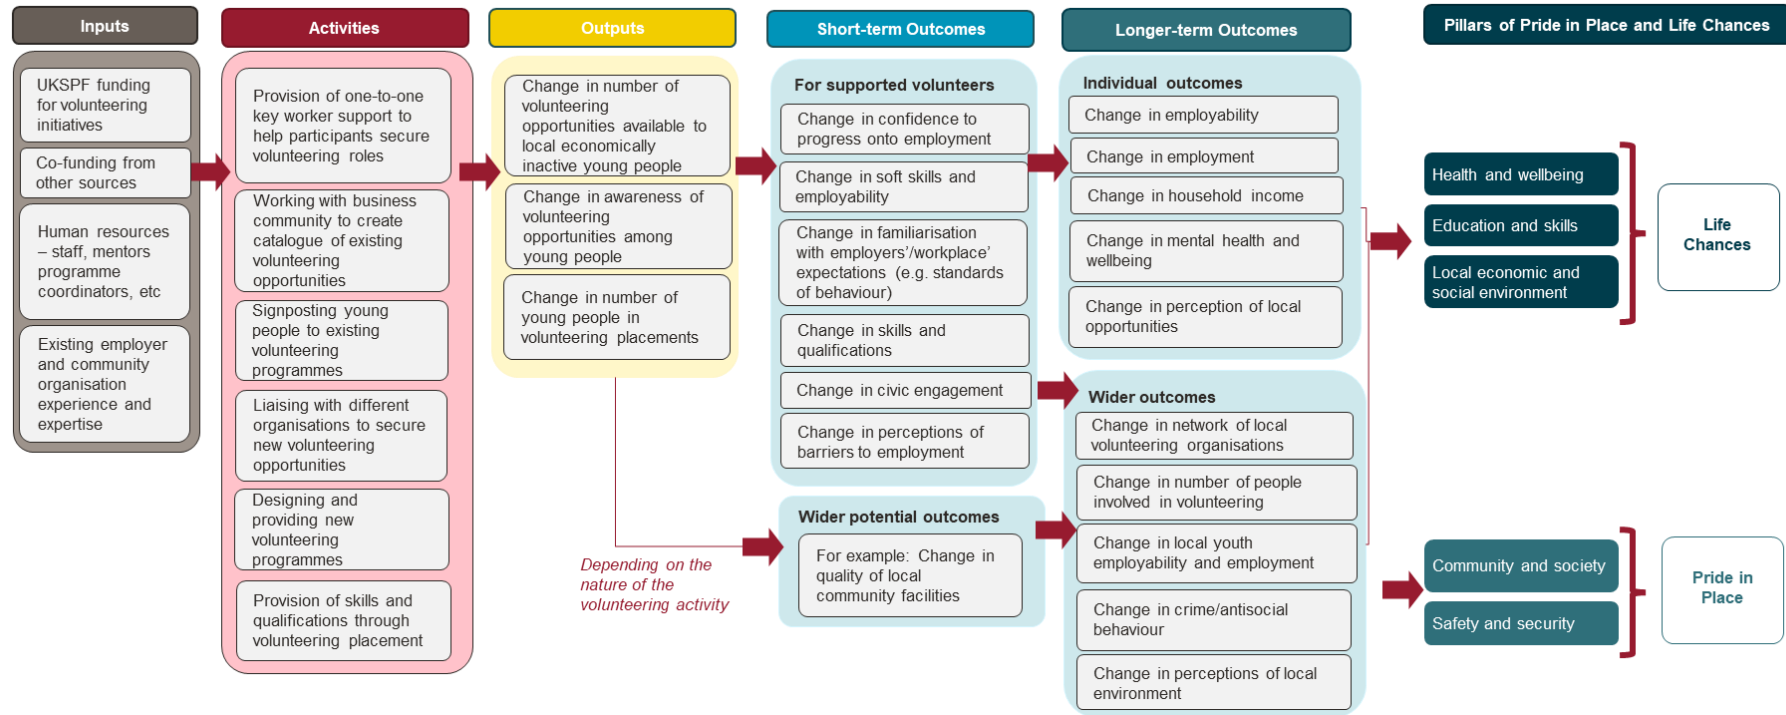 Inputs
UKSPF funding
for volunteering
initiatives
Co-funding from
other sources
Human resources
– staff, mentors
programme
coordinators, etc
Existing employer
and community
organisation
experience and
expertise
Activities
Provision of one-to-one
key worker support to
help participants secure
volunteering roles
Working with business
community to create
catalogue of existing
volunteering
opportunities
Signposting young
people to existing
volunteering
programmes
Liaising with different
organisations to secure
new volunteering
opportunities
Designing and
providing new
volunteering
programmes
Provision of skills and
qualifications through
volunteering placement
Outputs
Change in number of
volunteering
opportunities available to
local economically
inactive young people
Change in awareness of
volunteering
opportunities among
young people
Change in number of
young people in
volunteering placements
Depending on the
nature of the
volunteering activity
Short-term Outcomes
For supported volunteers
Change in confidence to
progress onto employment
Change in soft skills and
employability
Change in familiarisation
with employers'/workplace'
expectations (e.g. standards
of behaviour)
Change in skills and
qualifications
Change in civic engagement
Change in perceptions of
barriers to employment
Wider potential outcomes
For example: Change in
quality of local
community facilities
Longer-term Outcomes
Individual outcomes
Change in employability
Change in employment
Change in household income
Change in mental health and
wellbeing
Change in perception of local
opportunities
Wider outcomes
Change in network of local
volunteering organisations
Change in number of people
involved in volunteering
Change in local youth
employability and employment
Change in crime/antisocial
behaviour
Change in perceptions of local
environment
Pillars of Pride in Place and Life Chances
Health and wellbeing
Education and skills
Local economic and
social environment
Life
Chances
Community and society
Safety and security
Pride in
Place